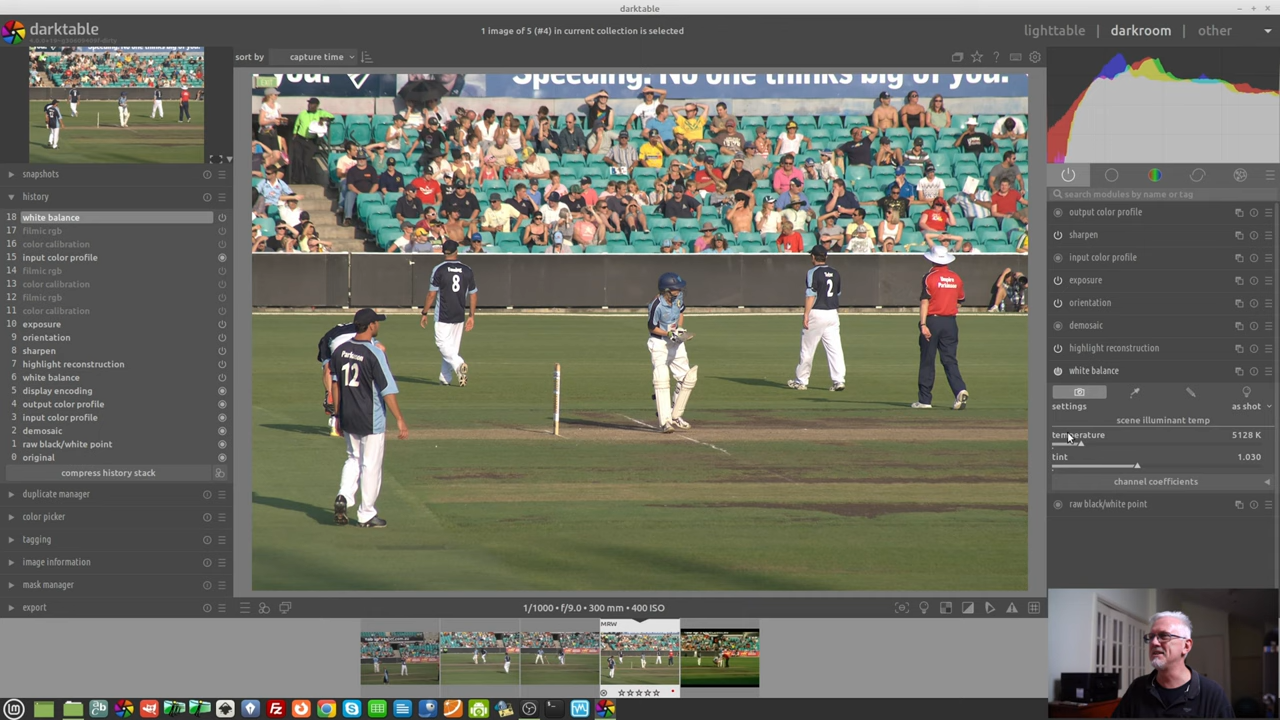 darktable
darktable
1 image of 5 (#4) in current collection is selected
lighttable | darkroom | other
sort by capture time
you. Speeding. No one thinks big of you.
snapshots
history
18 white balance
17 filmic rgb
16 color calibration
15 input color profile
14 filmic rgb
13 color calibration
12 filmic rgb
11 color calibration
10 exposure
9 orientation
8 sharpen
7 highlight reconstruction
6 white balance
5 display encoding
4 output color profile
3 input color profile
2 demosaic
1 raw black/white point
0 original
compress history stack
duplicate manager
color picker
tagging
image information
mask manager
export
8
2
Parkinson
12
1/1000 • f/9.0 • 300 mm • 400 ISO
MRW
search modules by name or tag
output color profile
sharpen
input color profile
exposure
orientation
demosaic
highlight reconstruction
white balance
settings as shot
scene illuminant temp
temperature 5128 K
tint 1.030
channel coefficients
raw black/white point